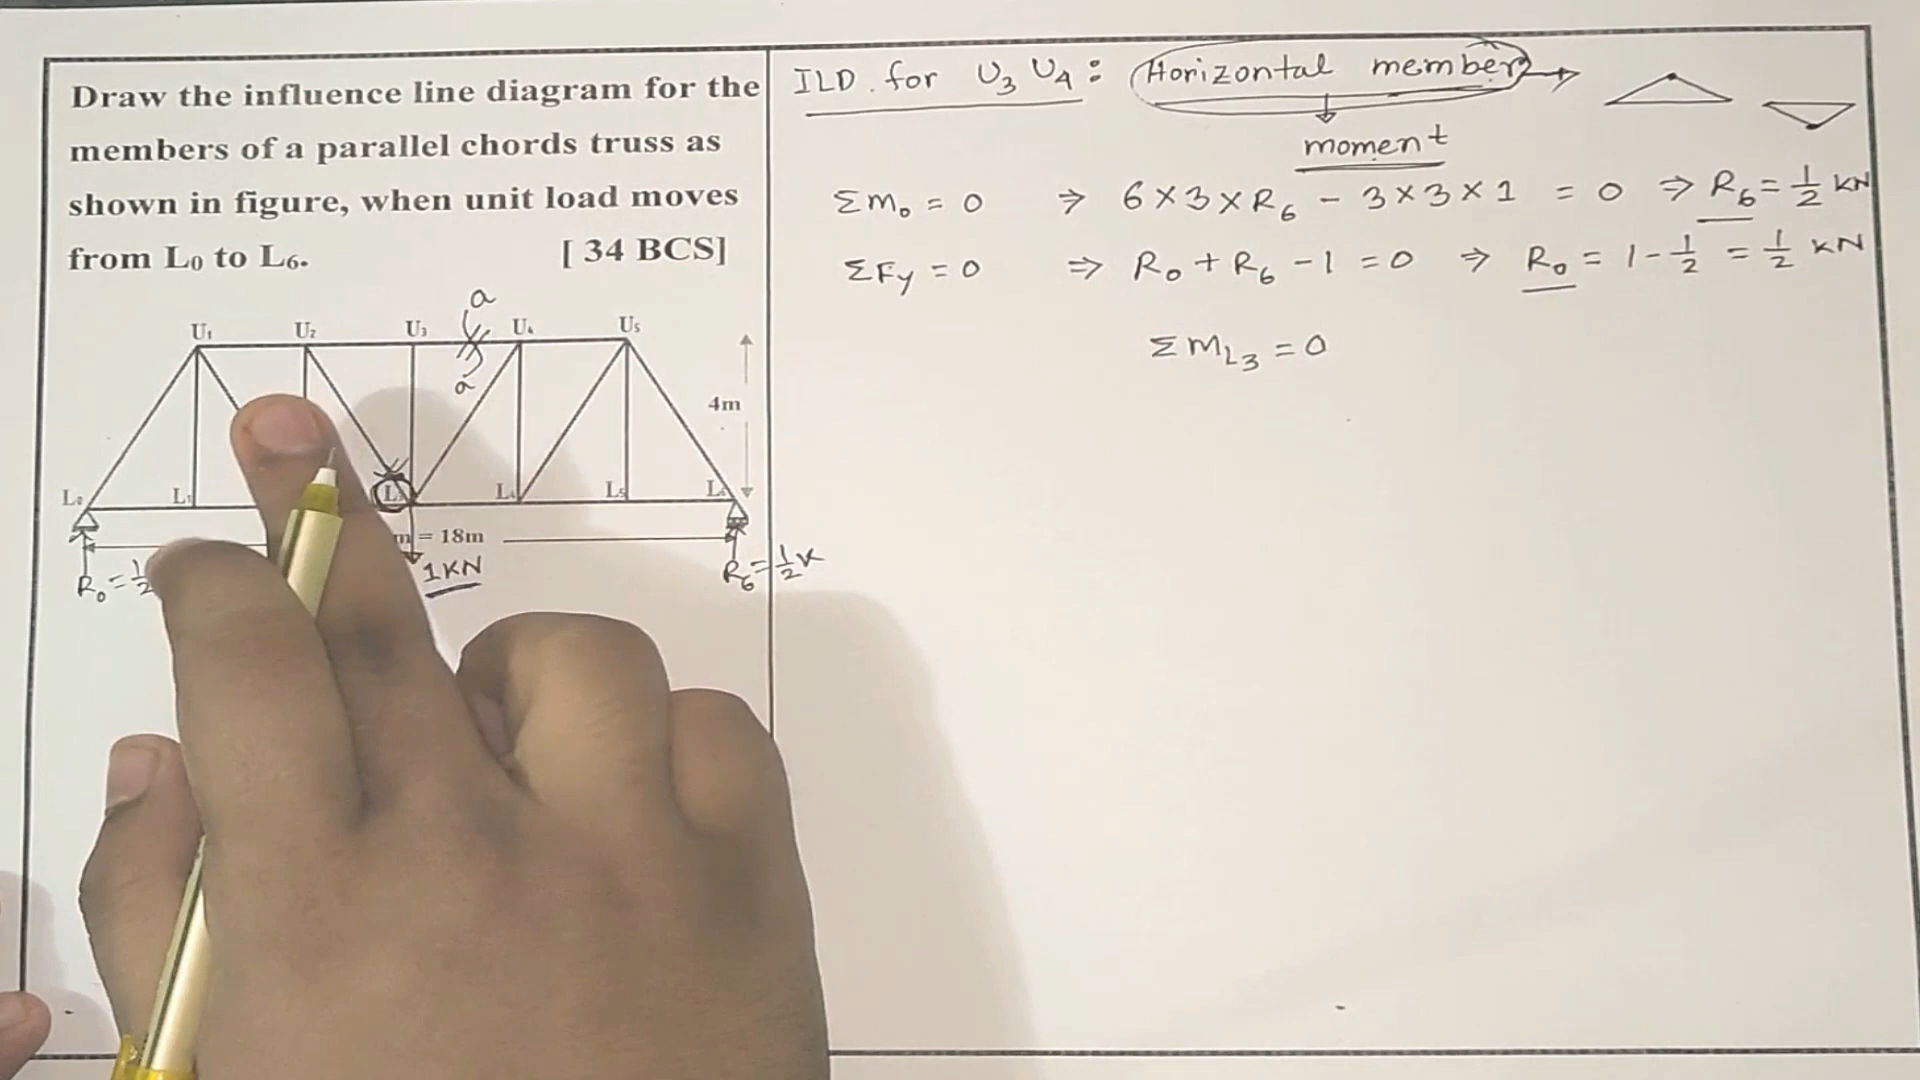 Draw the influence line diagram for the
members of a parallel chords truss as
shown in figure, when unit load moves
from L₀ to L₆. [ 34 BCS]
a
U₁ U₂ U₃ U₄ U₅
a
4m
L₀ L₁ L₃ L₄ L₅ L₆
m = 18m
R₀ = 1/2
1KN
R₆ = 1/2 K
ILD. for U₃ U₄ : Horizontal member
moment
Σm₀ = 0 ⇒ 6×3×R₆ - 3×3×1 = 0 ⇒ R₆ = 1/2 KN
ΣFy = 0 ⇒ R₀ + R₆ - 1 = 0 ⇒ R₀ = 1 - 1/2 = 1/2 KN
ΣM_L3 = 0